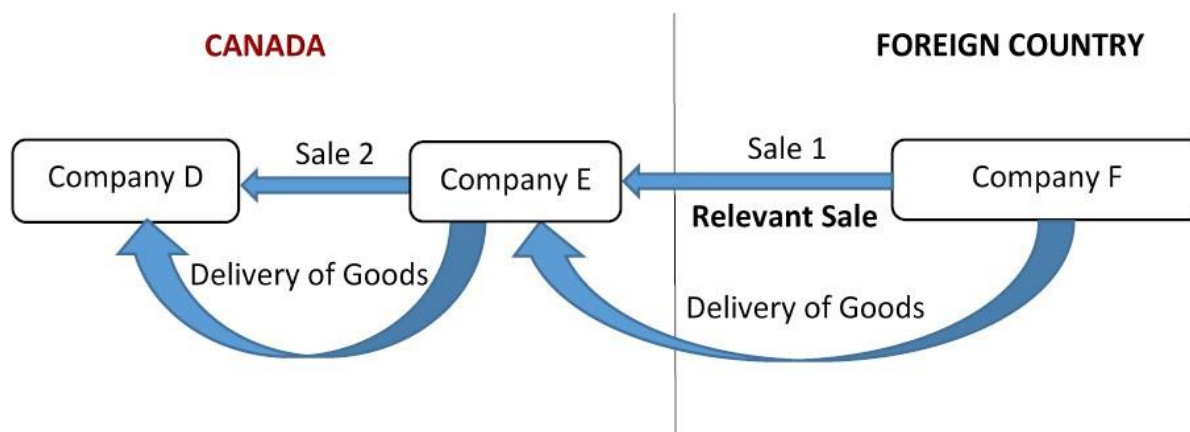 CANADA
FOREIGN COUNTRY
Company D
Sale 2
Company E
Sale 1
Company F
Relevant Sale
Delivery of Goods
Delivery of Goods